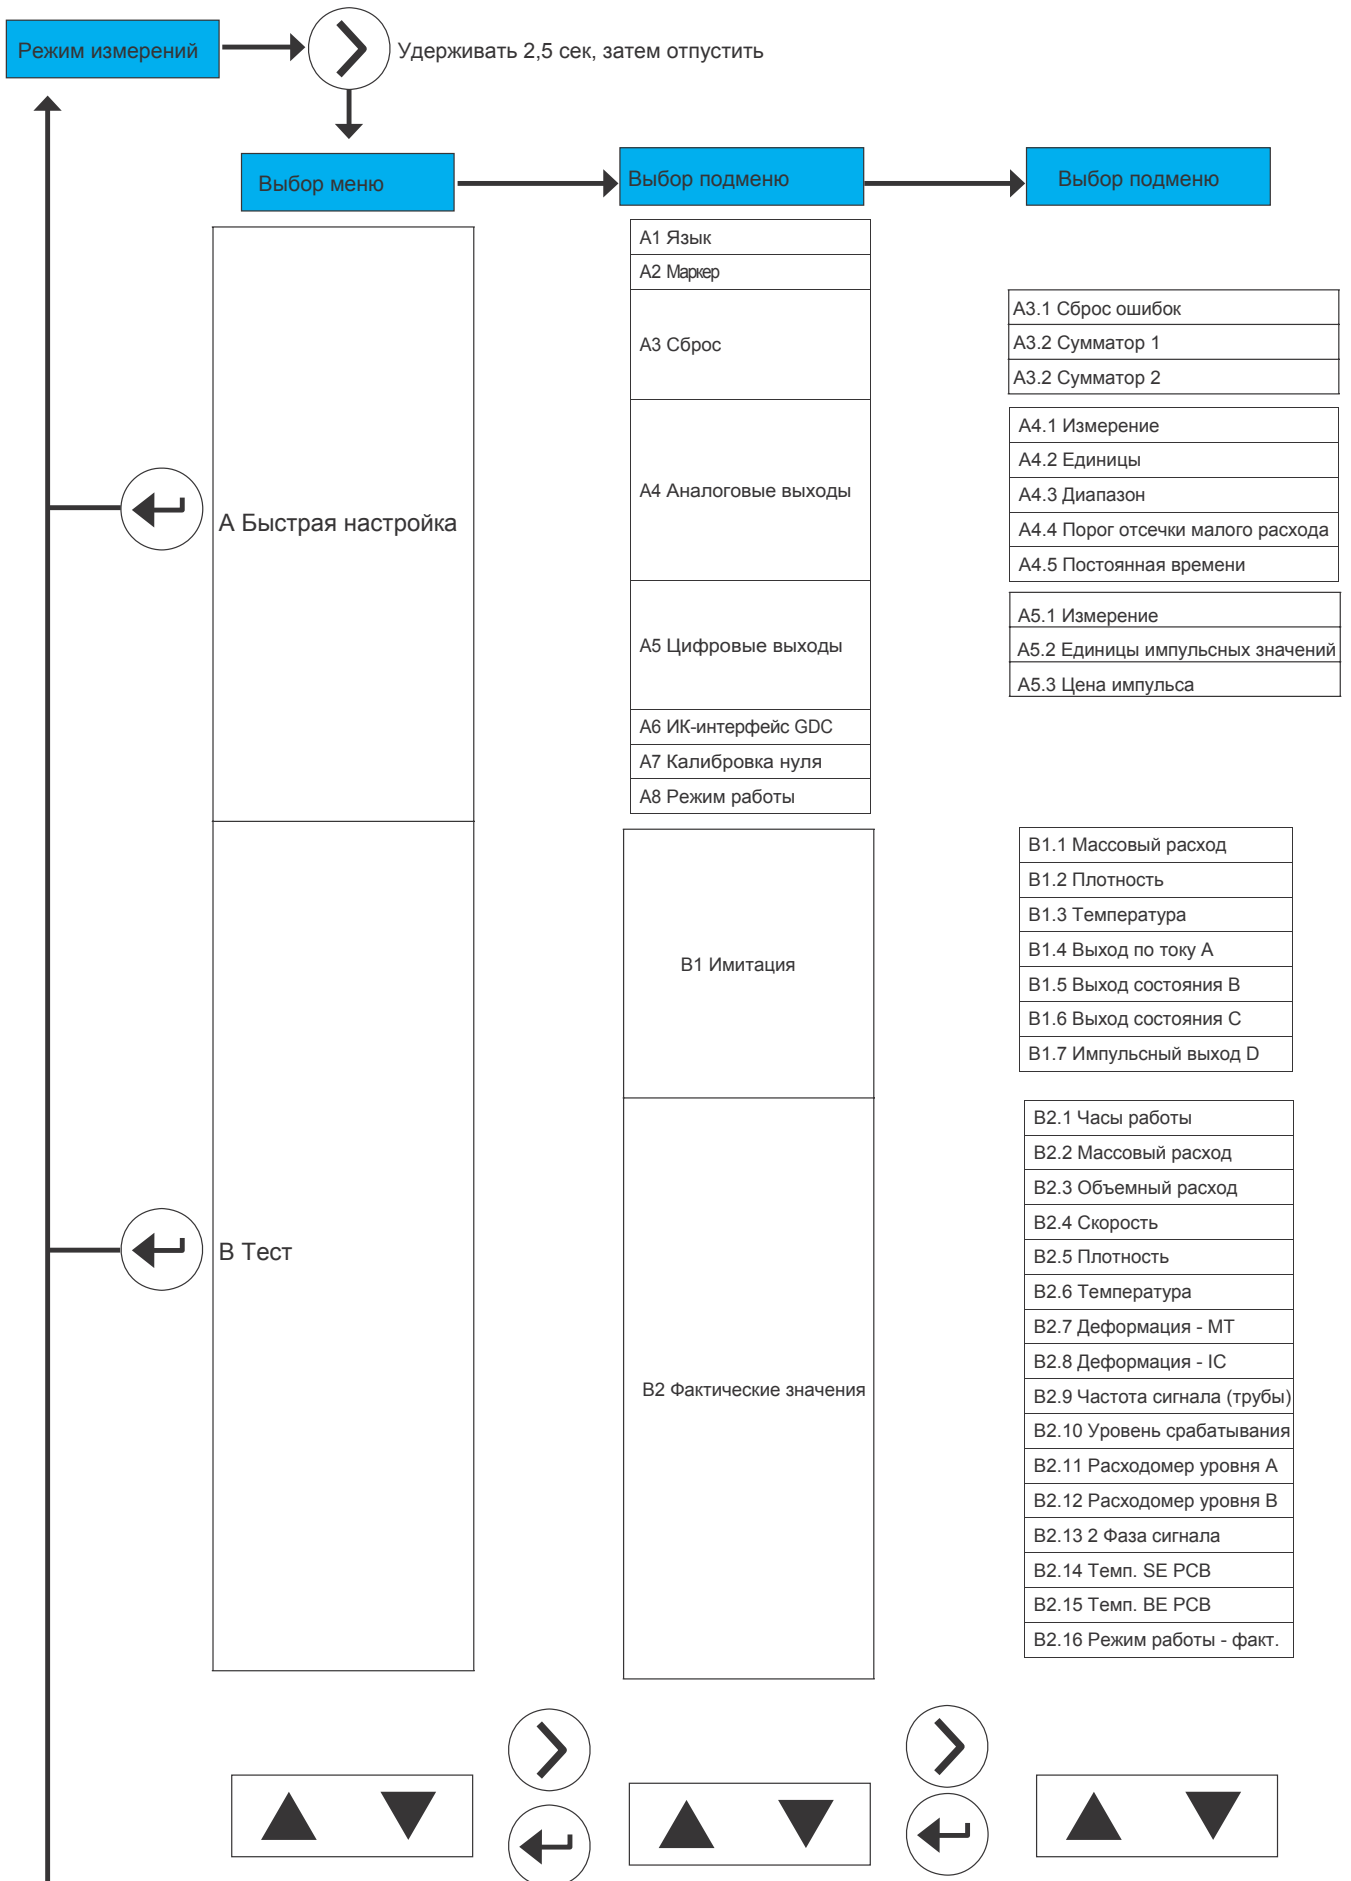 Режим измерений
Удерживать 2,5 сек, затем отпустить
Выбор меню
Выбор подменю
Выбор подменю
A Быстрая настройка
A1 Язык
A2 Маркер
A3 Сброс
A3.1 Сброс ошибок
A3.2 Сумматор 1
A3.2 Сумматор 2
A4 Аналоговые выходы
A4.1 Измерение
A4.2 Единицы
A4.3 Диапазон
A4.4 Порог отсечки малого расхода
A4.5 Постоянная времени
A5 Цифровые выходы
A5.1 Измерение
A5.2 Единицы импульсных значений
A5.3 Цена импульса
A6 ИК-интерфейс GDC
A7 Калибровка нуля
A8 Режим работы
B Тест
B1 Имитация
B1.1 Массовый расход
B1.2 Плотность
B1.3 Температура
B1.4 Выход по току A
B1.5 Выход состояния B
B1.6 Выход состояния C
B1.7 Импульсный выход D
B2 Фактические значения
B2.1 Часы работы
B2.2 Массовый расход
B2.3 Объемный расход
B2.4 Скорость
B2.5 Плотность
B2.6 Температура
B2.7 Деформация - MT
B2.8 Деформация - IC
B2.9 Частота сигнала (трубы)
B2.10 Уровень срабатывания
B2.11 Расходомер уровня A
B2.12 Расходомер уровня B
B2.13 2 Фаза сигнала
B2.14 Темп. SE PCB
B2.15 Темп. BE PCB
B2.16 Режим работы - факт.